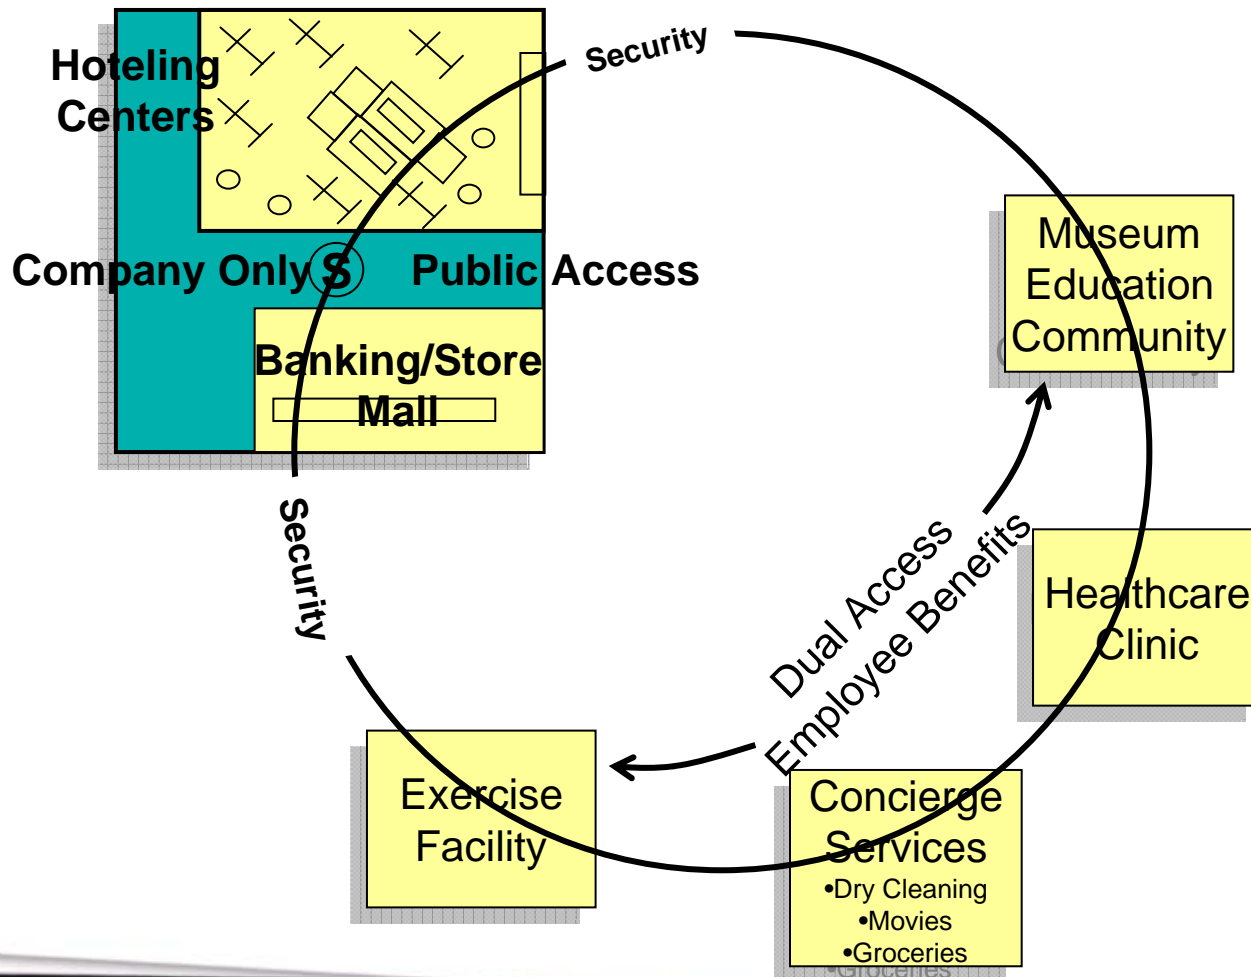 Hoteling
Centers
Security
Company Only S Public Access
Banking/Store
Mall
Security
Museum
Education
Community
Dual Access
Employee Benefits
Healthcare
Clinic
Exercise
Facility
Concierge
Services
•Dry Cleaning
•Movies
•Groceries